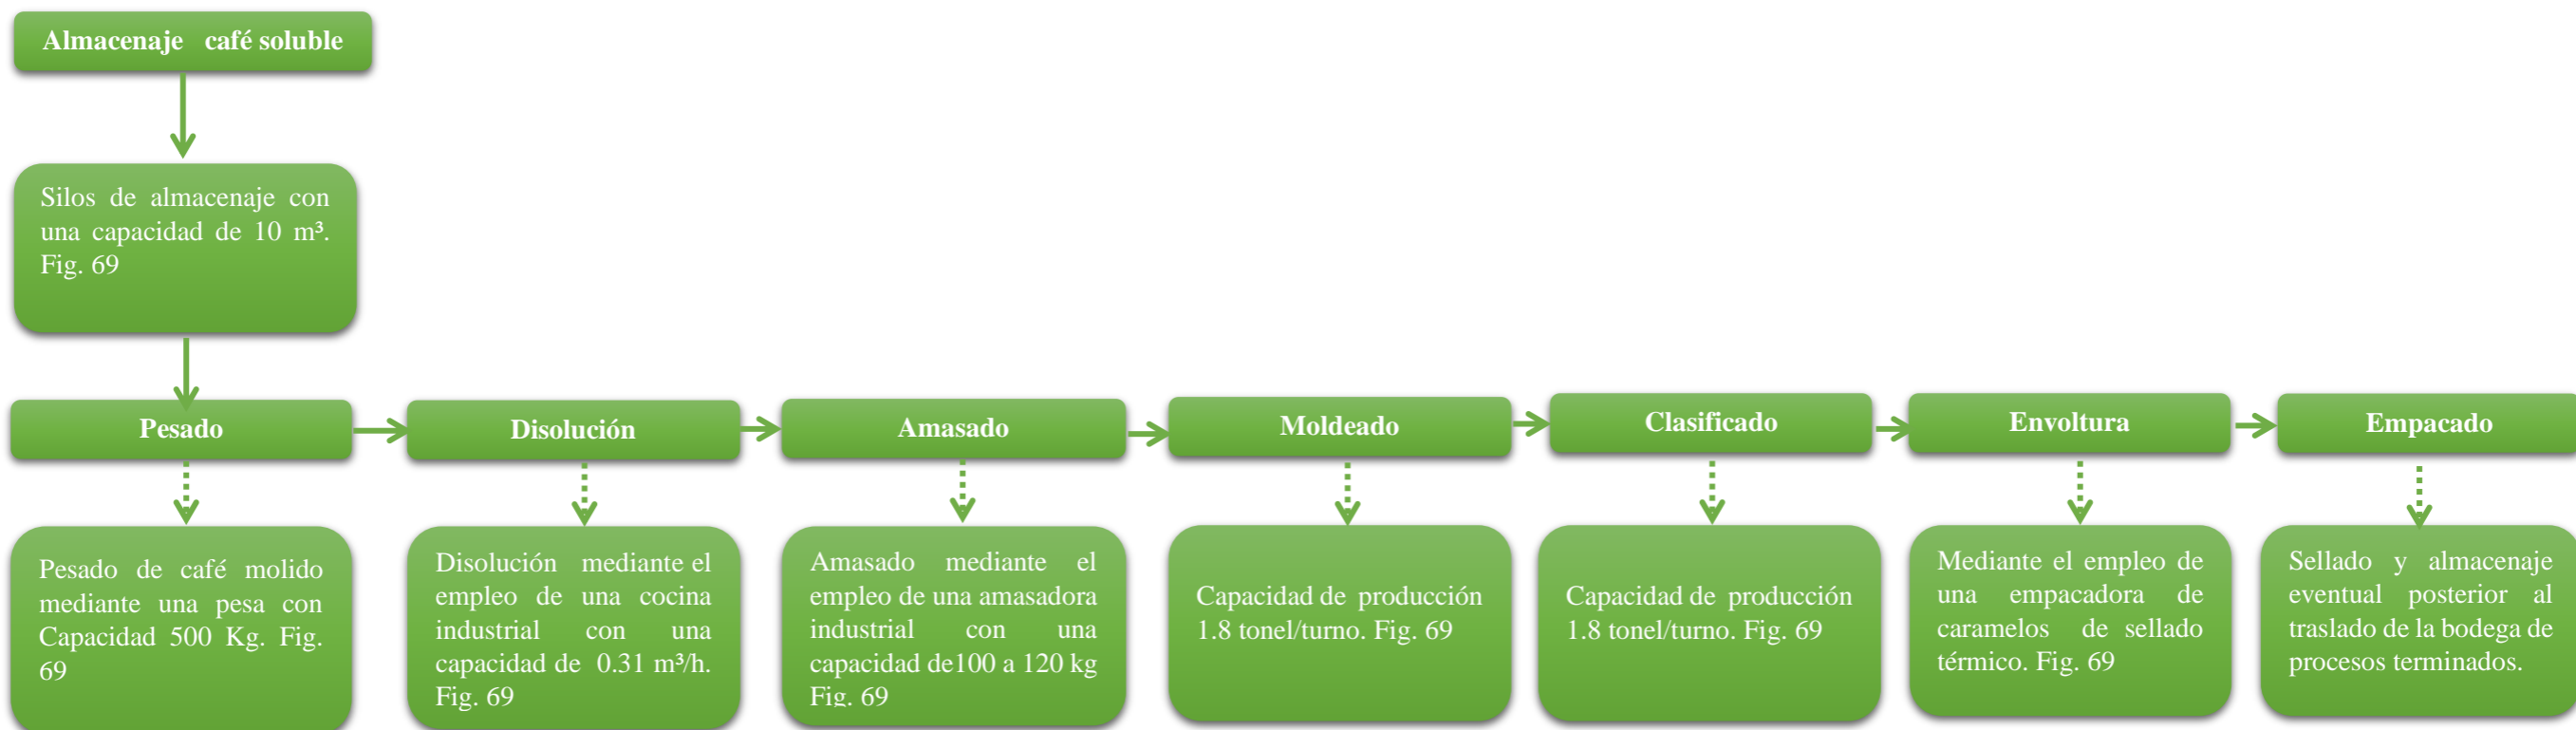 Almacenaje café soluble
Silos de almacenaje con
una capacidad de 10 m³.
Fig. 69
Pesado
Disolución
Amasado
Moldeado
Clasificado
Envoltura
Empacado
Pesado de café molido
mediante una pesa con
Capacidad 500 Kg. Fig.
69
Disolución mediante el
empleo de una cocina
industrial con una
capacidad de 0.31 m³/h.
Fig. 69
Amasado mediante el
empleo de una amasadora
industrial con una
capacidad de100 a 120 kg
Fig. 69
Capacidad de producción
1.8 tonel/turno. Fig. 69
Capacidad de producción
1.8 tonel/turno. Fig. 69
Mediante el empleo de
una empacadora de
caramelos de sellado
térmico. Fig. 69
Sellado y almacenaje
eventual posterior al
traslado de la bodega de
procesos terminados.